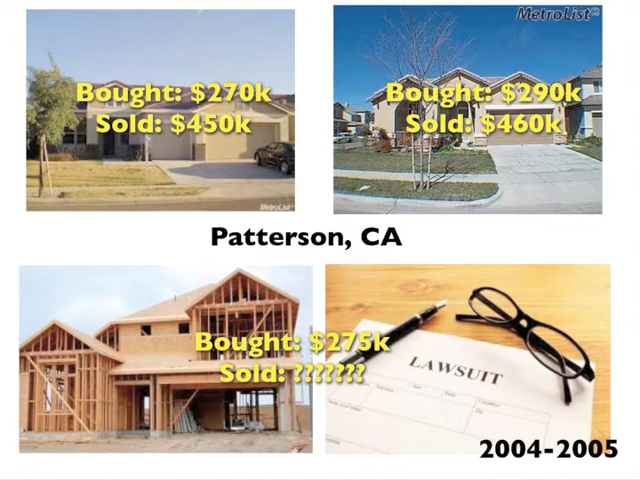 MetroList®
Bought: $270k
Sold: $450k
MetroList
Bought: $290k
Sold: $460k
Patterson, CA
Bought: $275k
Sold: ???????
LAWSUIT
2004-2005